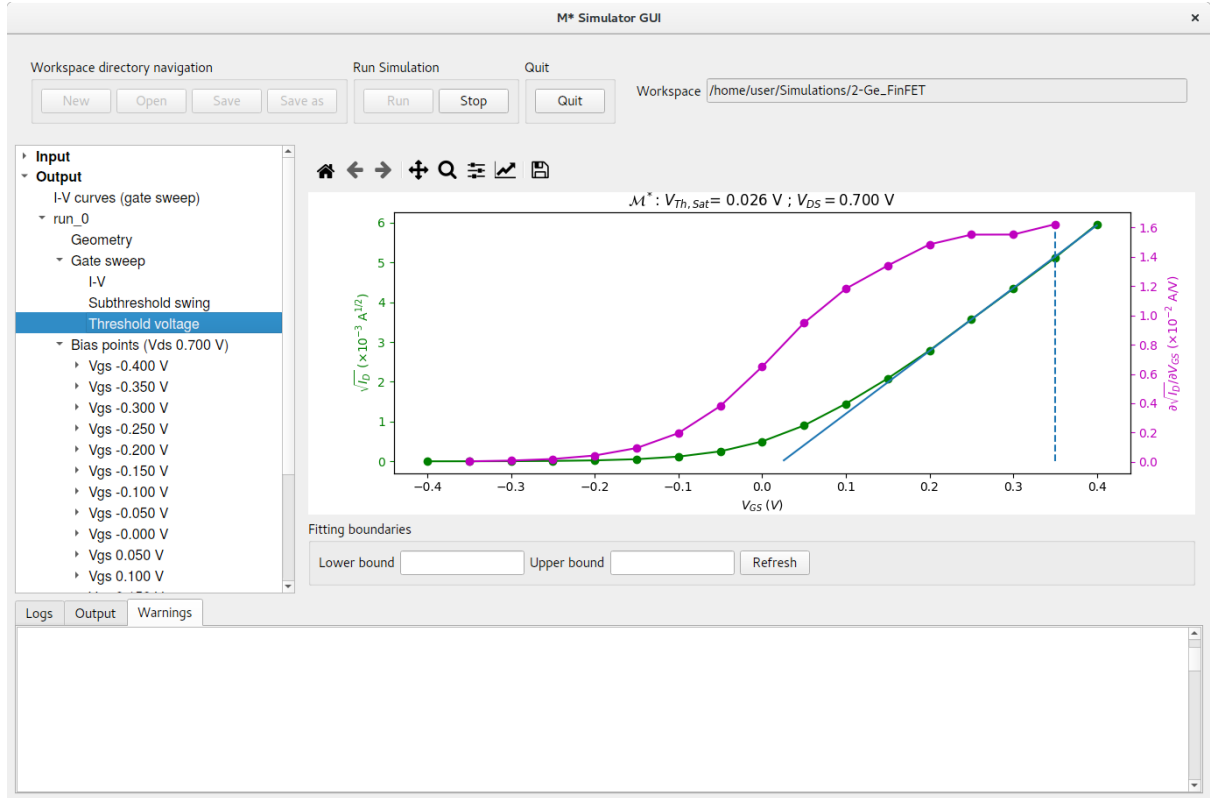 M* Simulator GUI
Workspace directory navigation
Run Simulation
Quit
New
Open
Save
Save as
Run
Stop
Quit
Workspace
/home/user/Simulations/2-Ge_FinFET
Input
Output
I-V curves (gate sweep)
run_0
Geometry
Gate sweep
I-V
Subthreshold swing
Threshold voltage
Bias points (Vds 0.700 V)
Vgs -0.400 V
Vgs -0.350 V
Vgs -0.300 V
Vgs -0.250 V
Vgs -0.200 V
Vgs -0.150 V
Vgs -0.100 V
Vgs -0.050 V
Vgs -0.000 V
Vgs 0.050 V
Vgs 0.100 V
ℳ*: V_Th,Sat= 0.026 V ; V_DS = 0.700 V
6
5
4
3
2
1
0
√I_D (×10⁻³ A^1/2)
1.6
1.4
1.2
1.0
0.8
0.6
0.4
0.2
0.0
∂√I_D/∂V_GS (×10⁻² A/V)
−0.4
−0.3
−0.2
−0.1
0.0
0.1
0.2
0.3
0.4
V_GS (V)
Fitting boundaries
Lower bound
Upper bound
Refresh
Logs
Output
Warnings